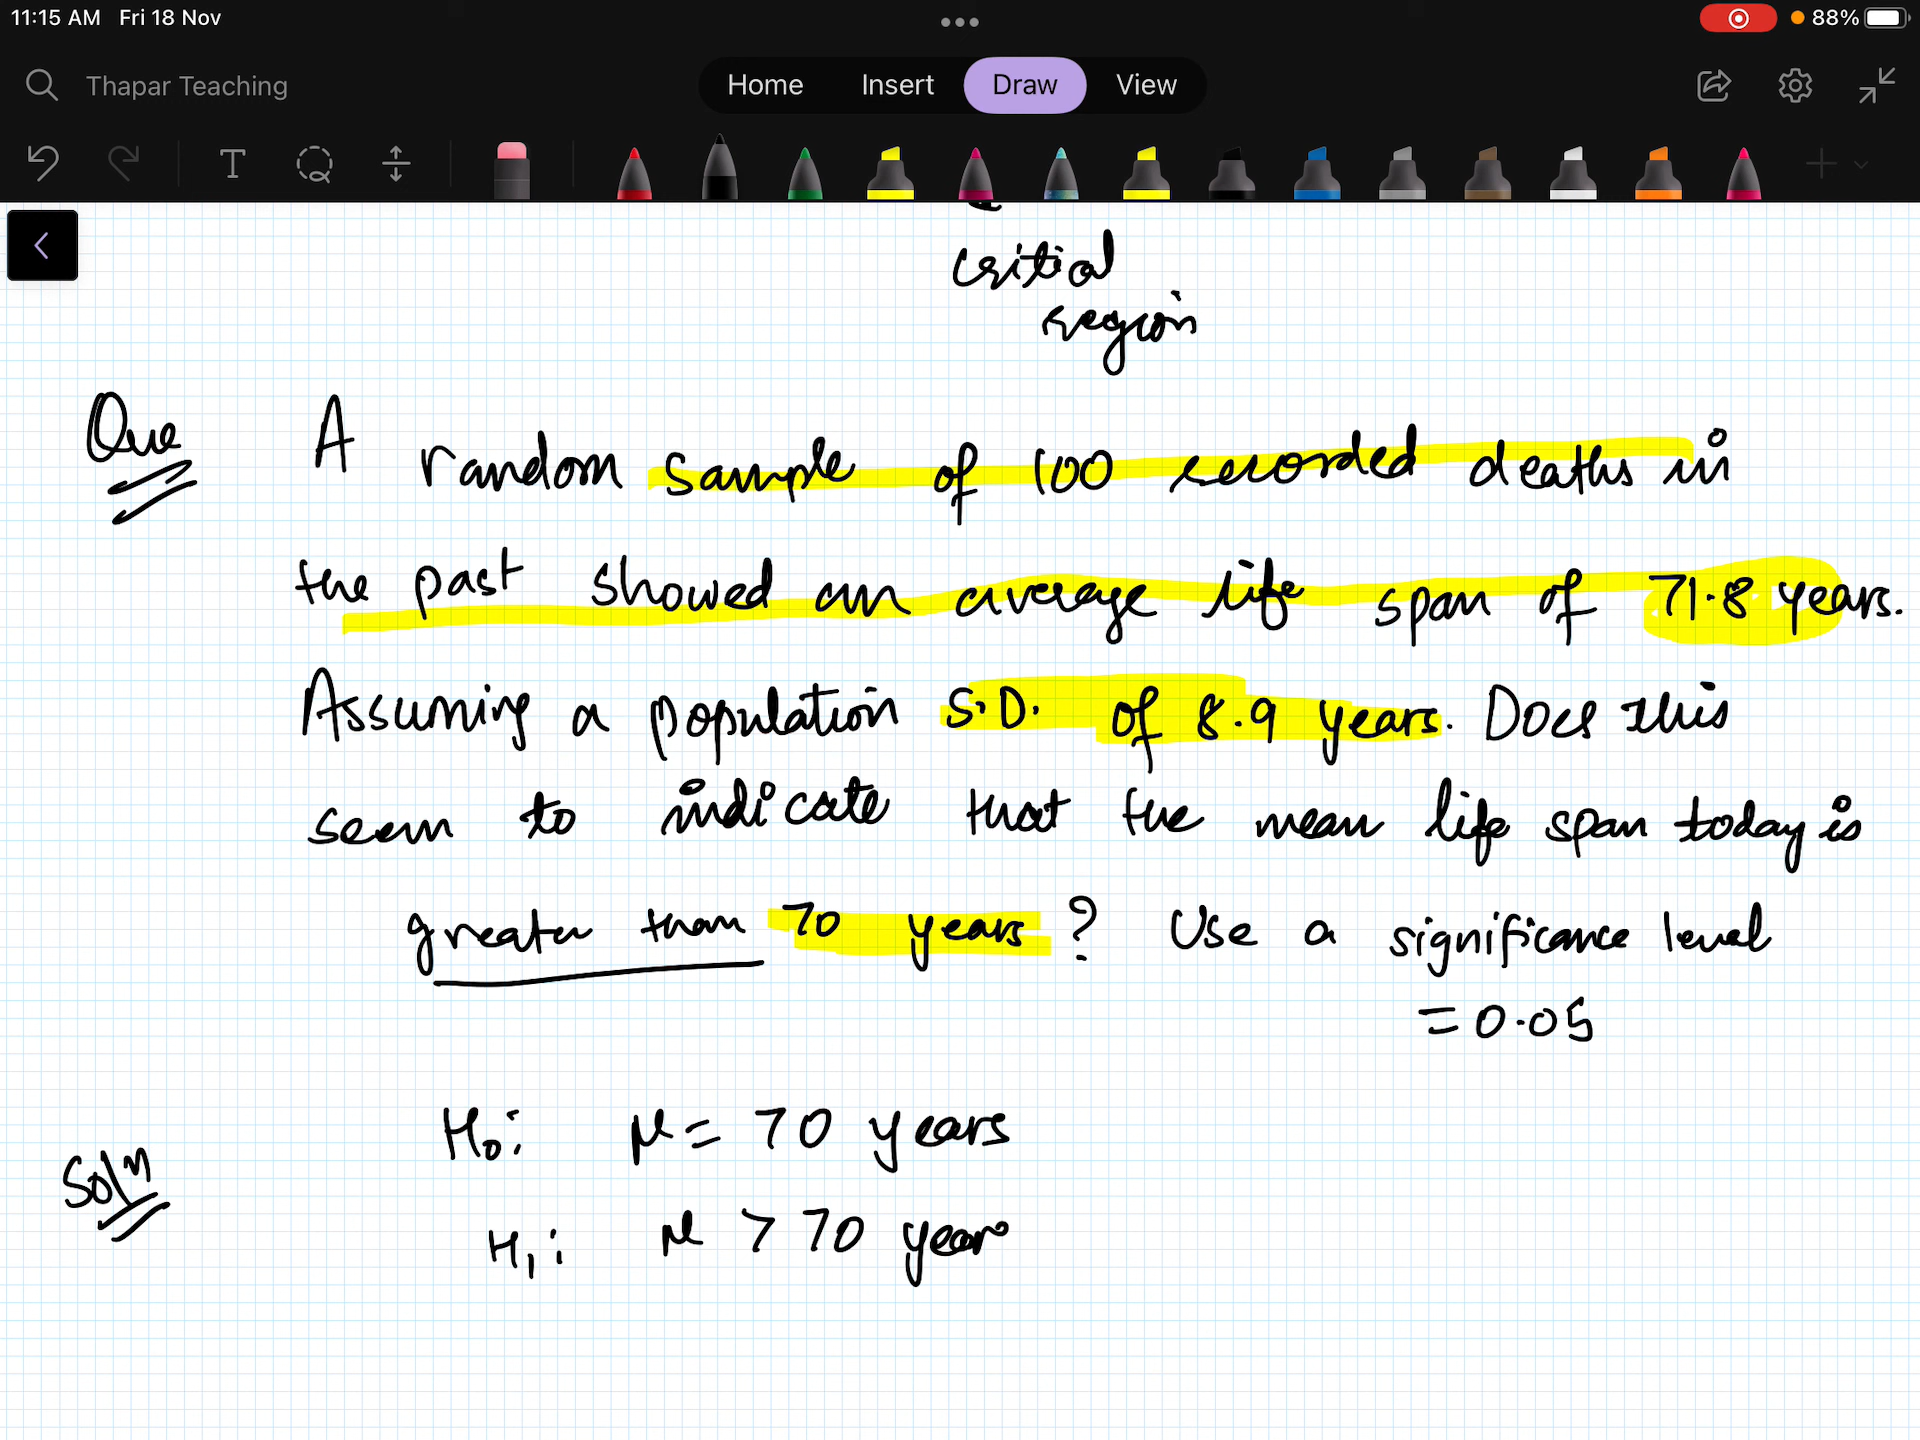 11:15 AM Fri 18 Nov
88%
Thapar Teaching
Home Insert Draw View
T
critial
region
Que A random sample of 100 recorded deaths in
the past showed an average life span of 71.8 years.
Assuming a population S.D. of 8.9 years. Does this
seem to indicate that the mean life span today is
greater than 70 years? Use a significance level
= 0.05
Soln
H₀: μ = 70 years
H₁: μ > 70 year